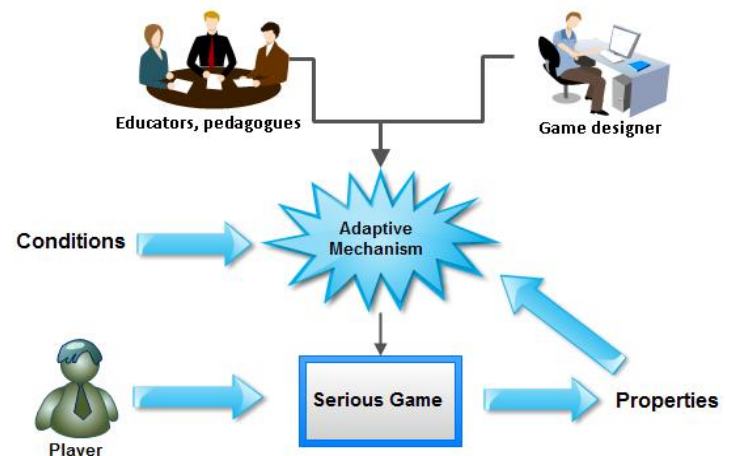 Educators, pedagogues
Game designer
Adaptive
Mechanism
Conditions
Serious Game
Properties
Player